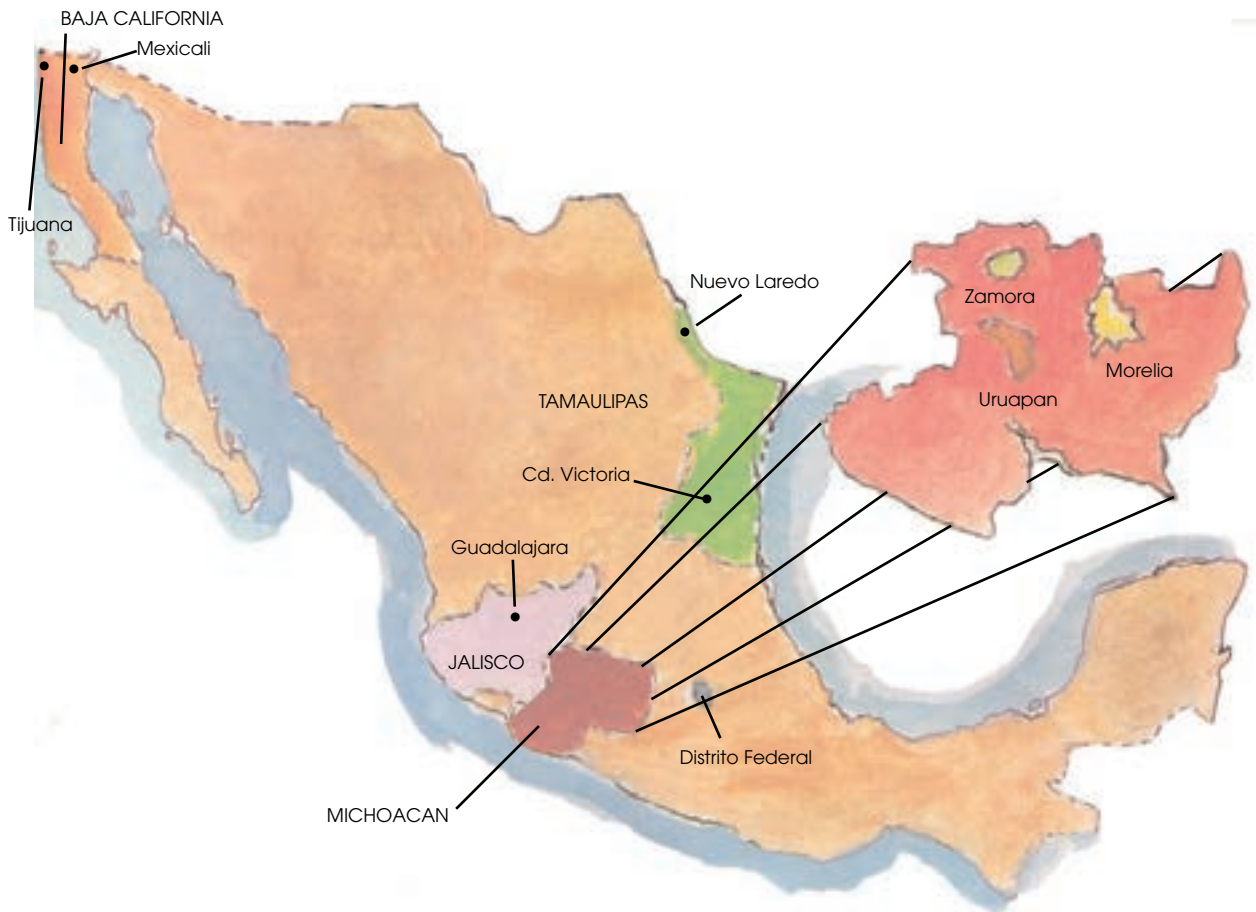 BAJA CALIFORNIA
Mexicali
Tijuana
Nuevo Laredo
Zamora
Morelia
Uruapan
TAMAULIPAS
Cd. Victoria
Guadalajara
JALISCO
Distrito Federal
MICHOACAN